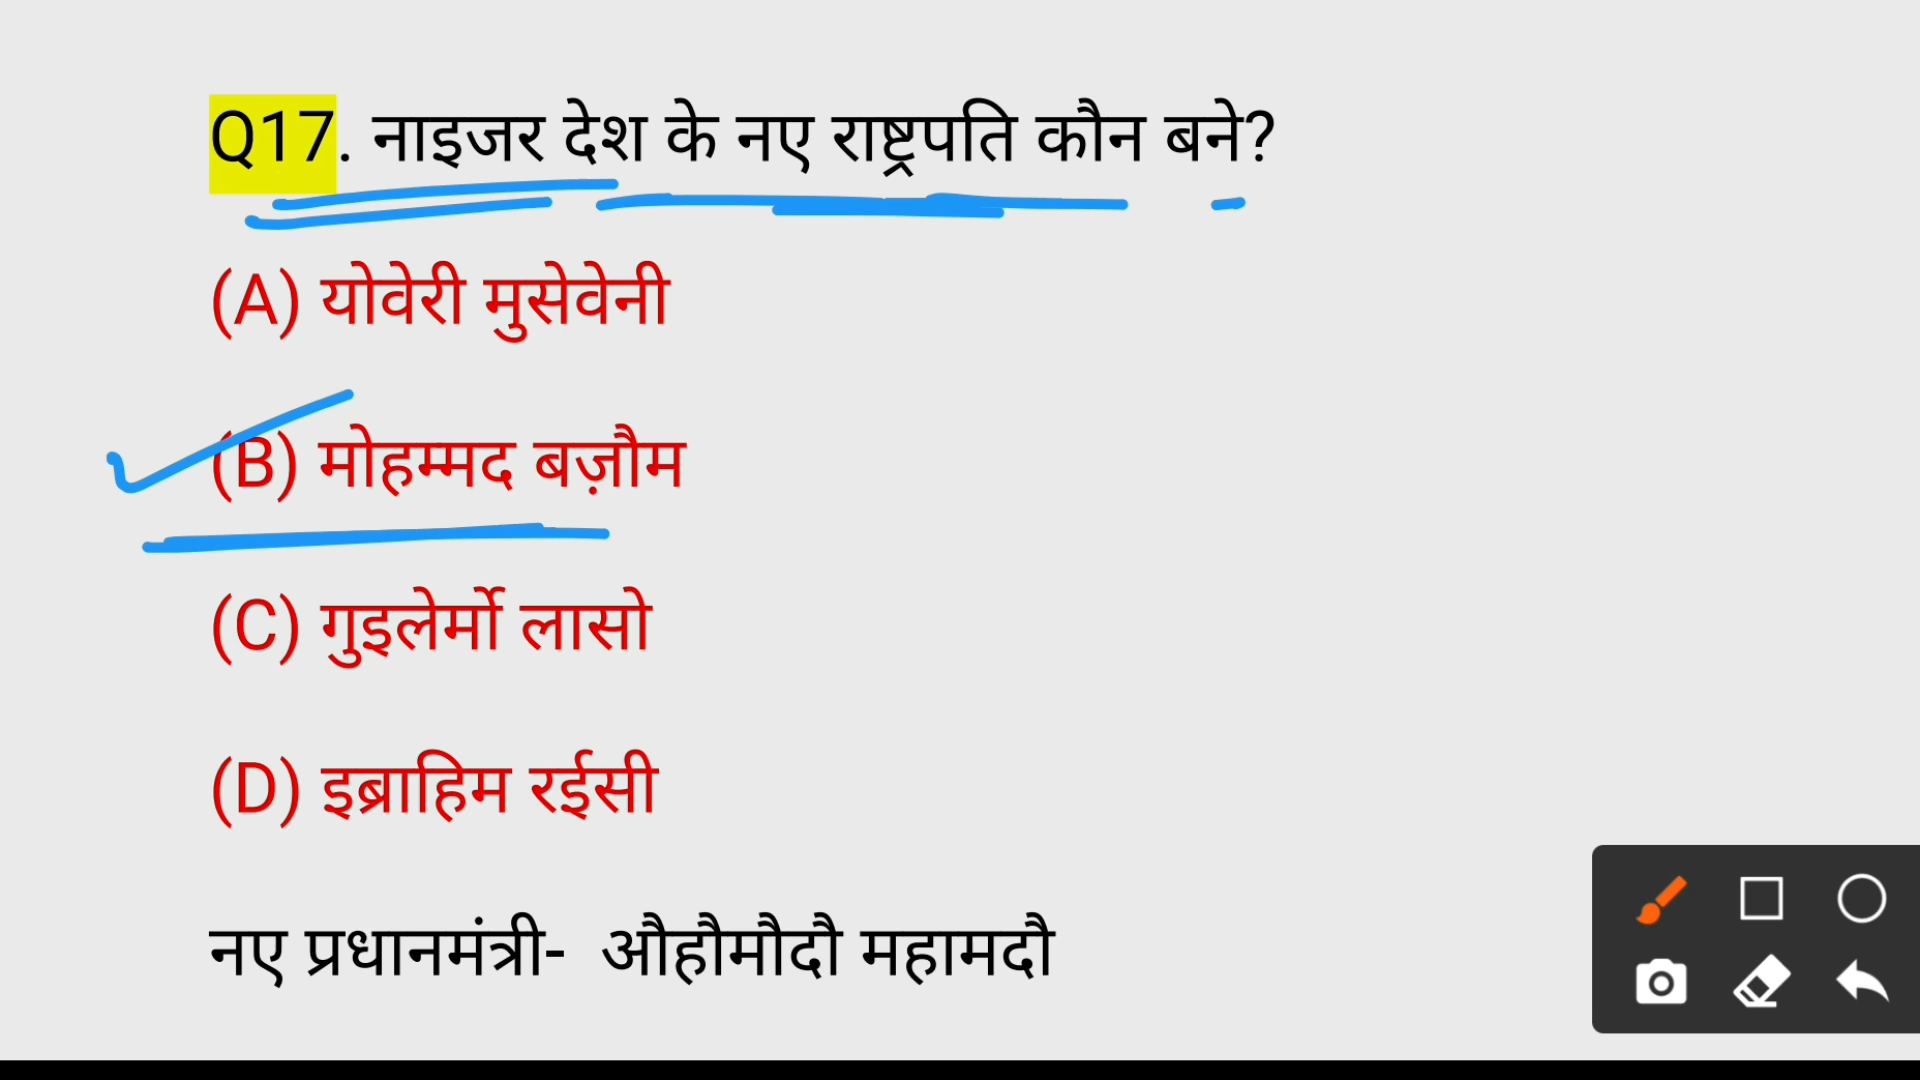 Q17. नाइजर देश के नए राष्ट्रपति कौन बने?
(A) योवेरी मुसेवेनी
(B) मोहम्मद बज़ौम
(C) गुइलेर्मो लासो
(D) इब्राहिम रईसी
नए प्रधानमंत्री- औहौमौदौ महामदौ